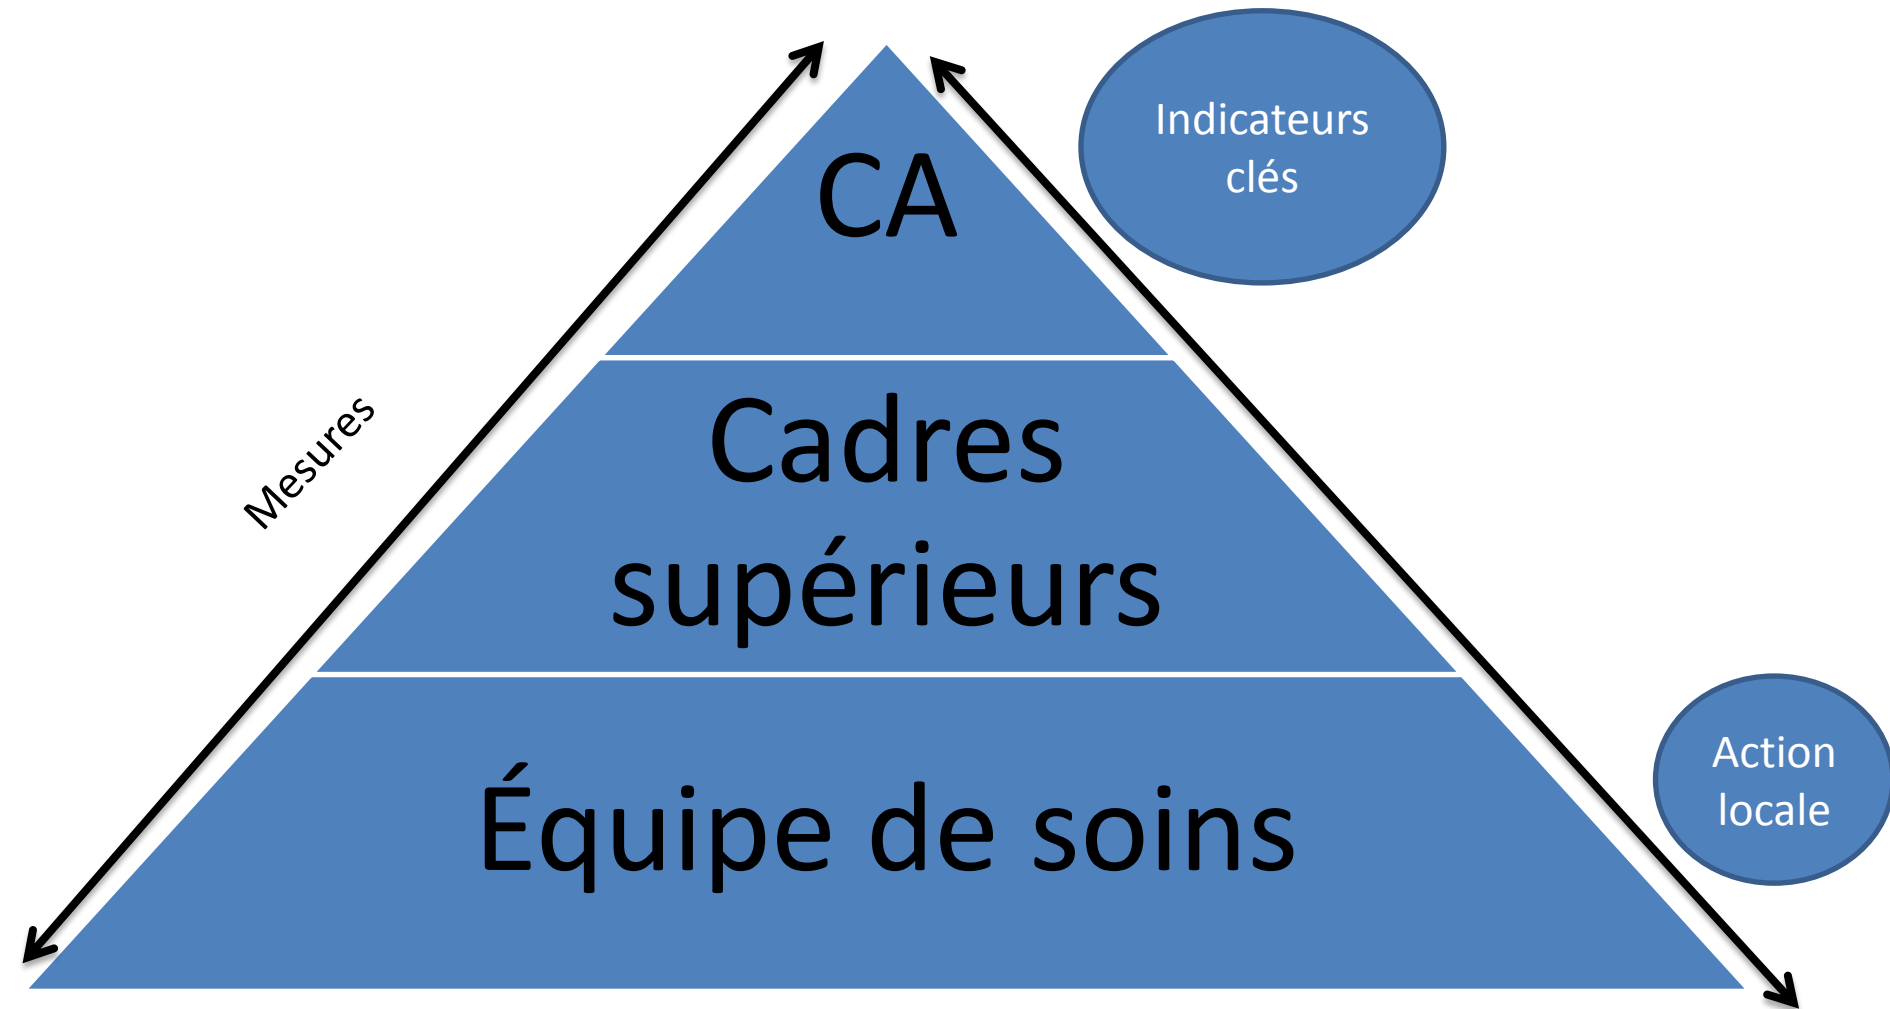 Indicateurs
clés
CA
Mesures
Cadres
supérieurs
Équipe de soins
Action
locale